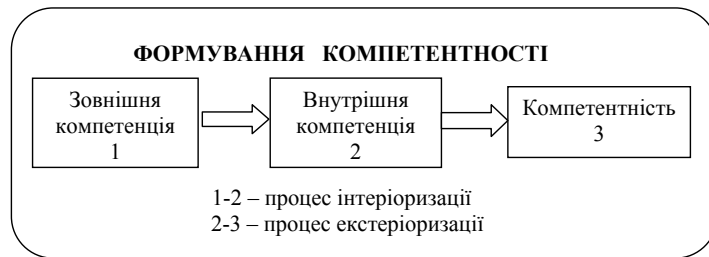 ФОРМУВАННЯ КОМПЕТЕНТНОСТІ
Зовнішня
компетенція
1
Внутрішня
компетенція
2
Компетентність
3
1-2 – процес інтеріоризації
2-3 – процес екстеріоризації